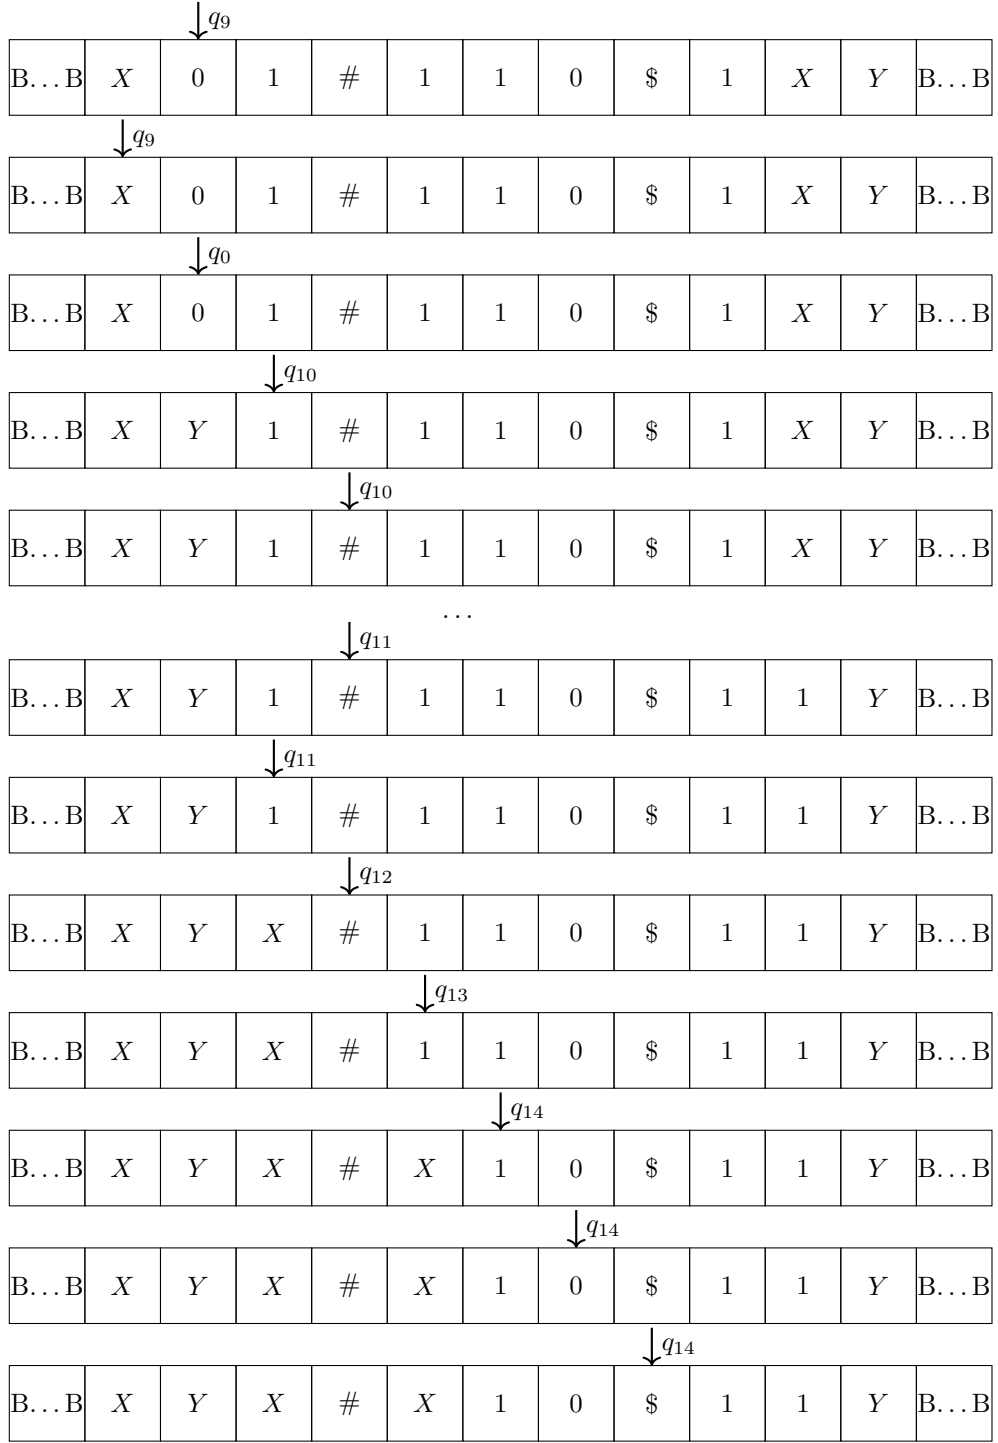 q₉
B…B X 0 1 # 1 1 0 $ 1 X Y B…B
q₉
B…B X 0 1 # 1 1 0 $ 1 X Y B…B
q₀
B…B X 0 1 # 1 1 0 $ 1 X Y B…B
q₁₀
B…B X Y 1 # 1 1 0 $ 1 X Y B…B
q₁₀
B…B X Y 1 # 1 1 0 $ 1 X Y B…B
…
q₁₁
B…B X Y 1 # 1 1 0 $ 1 1 Y B…B
q₁₁
B…B X Y 1 # 1 1 0 $ 1 1 Y B…B
q₁₂
B…B X Y X # 1 1 0 $ 1 1 Y B…B
q₁₃
B…B X Y X # 1 1 0 $ 1 1 Y B…B
q₁₄
B…B X Y X # X 1 0 $ 1 1 Y B…B
q₁₄
B…B X Y X # X 1 0 $ 1 1 Y B…B
q₁₄
B…B X Y X # X 1 0 $ 1 1 Y B…B